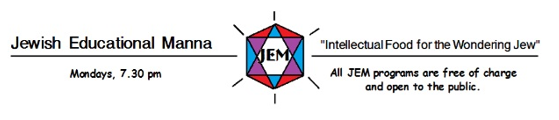 Jewish Educational Manna
Mondays, 7.30 pm
JEM
"Intellectual Food for the Wondering Jew"
All JEM programs are free of charge
and open to the public.